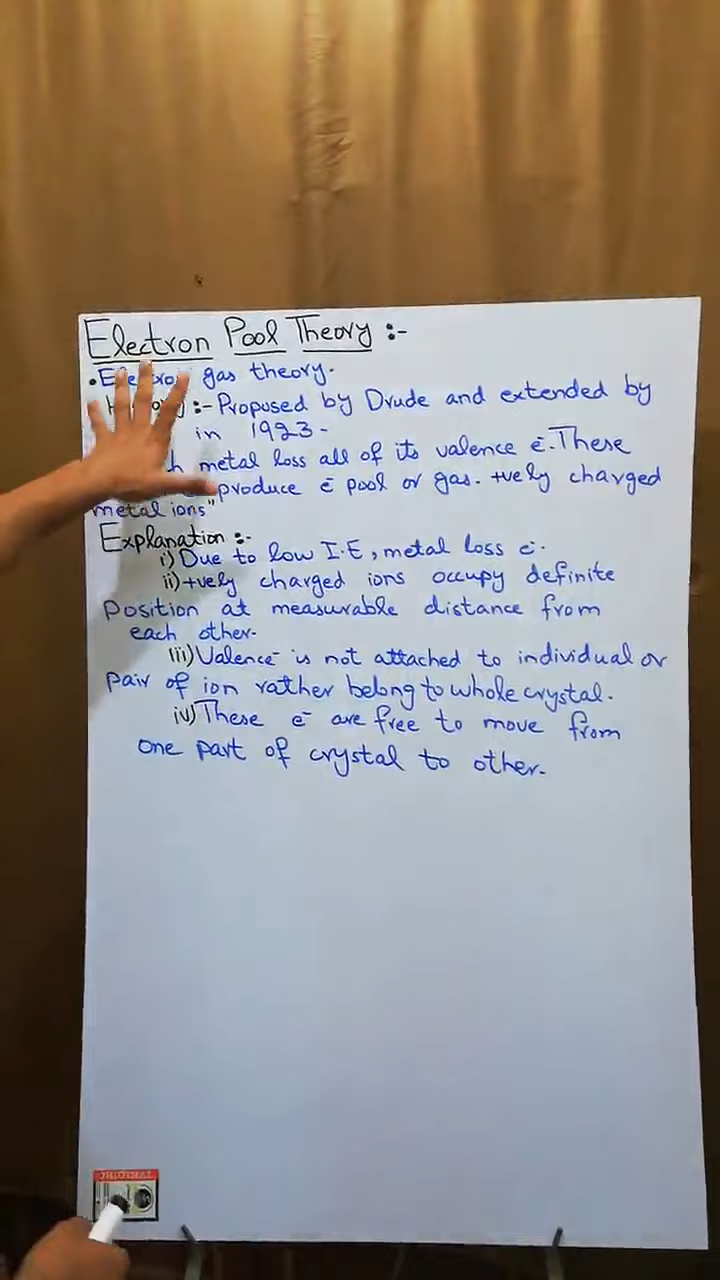 Electron Pool Theory :-
• Electron gas theory.
:- Proposed by Drude and extended by
in 1923-
metal loss all of its valence e-. These
produce e- pool or gas. +vely charged
metal ions"
Explanation :-
i) Due to low I.E, metal loss e-.
ii) +vely charged ions occupy definite
position at measurable distance from
each other.
iii) Valence- is not attached to individual or
pair of ion rather belong to whole crystal.
iv) These e- are free to move from
one part of crystal to other.